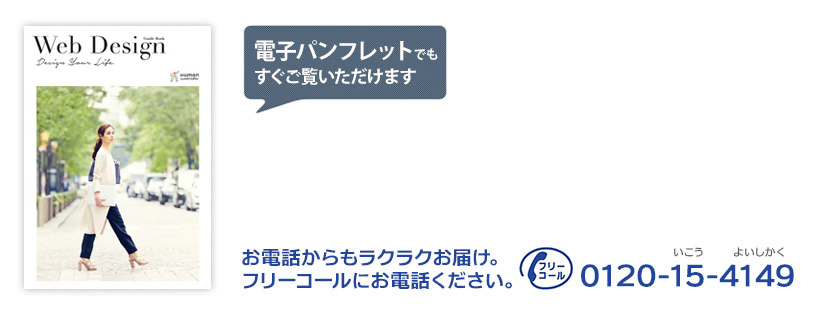 Guide Book
Web Design
Design Your Life
Human
電子パンフレットでも
すぐご覧いただけます
お電話からもラクラクお届け。
フリーコールにお電話ください。
フリー
コール
いこう よいしかく
0120-15-4149